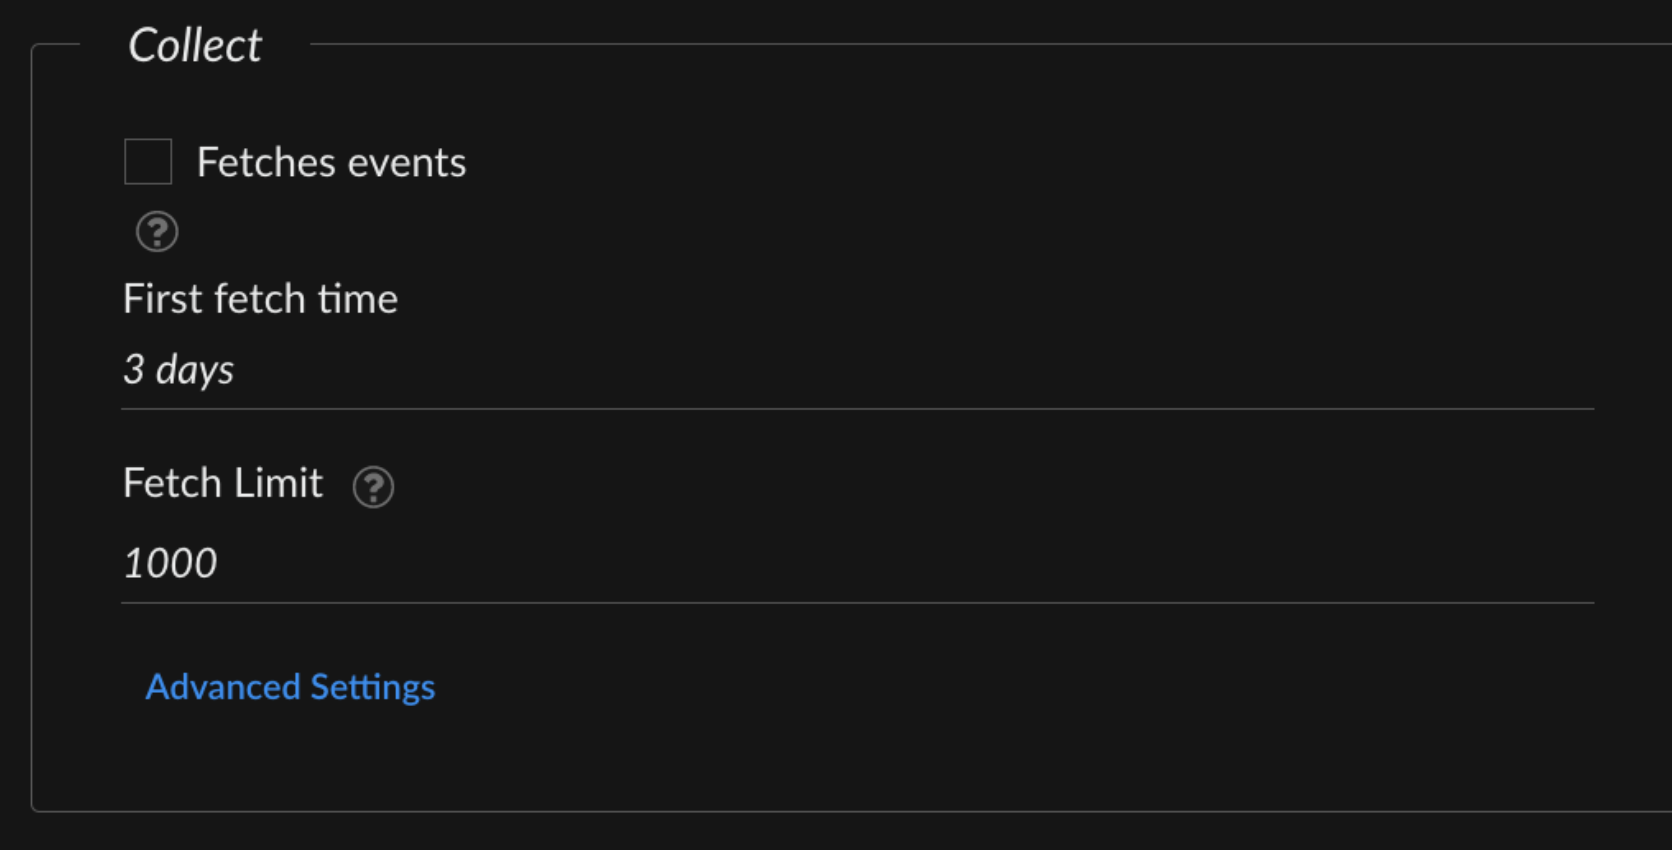 Collect
Fetches events
?
First fetch time
3 days
Fetch Limit ?
1000
Advanced Settings